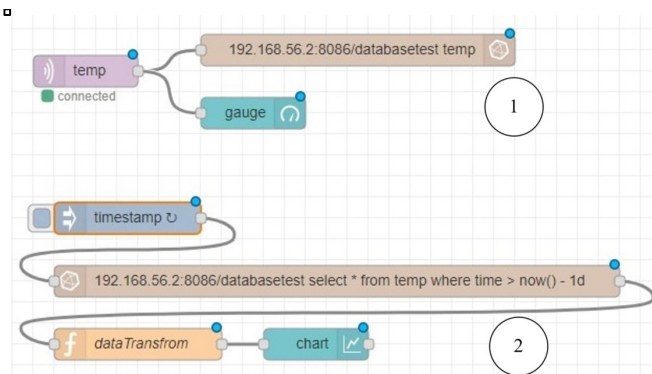 192.168.56.2:8086/databasetest temp
temp
connected
gauge
1
timestamp ↻
192.168.56.2:8086/databasetest select * from temp where time > now() - 1d
dataTransfrom
chart
2